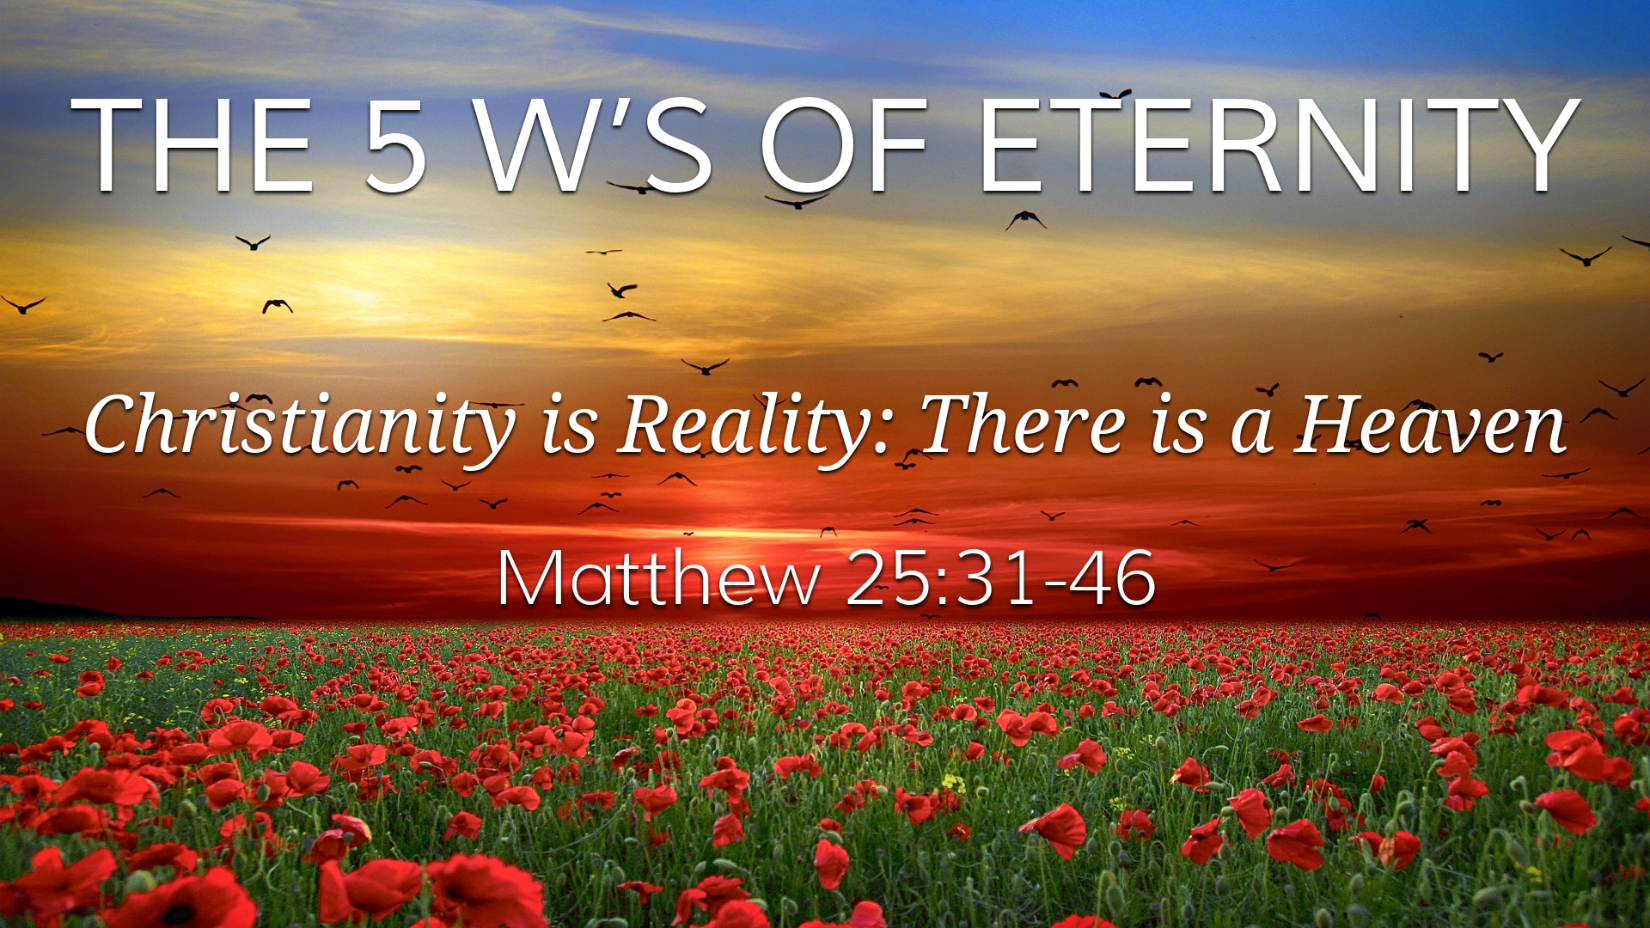 THE 5 W’S OF ETERNITY
Christianity is Reality: There is a Heaven
Matthew 25:31-46